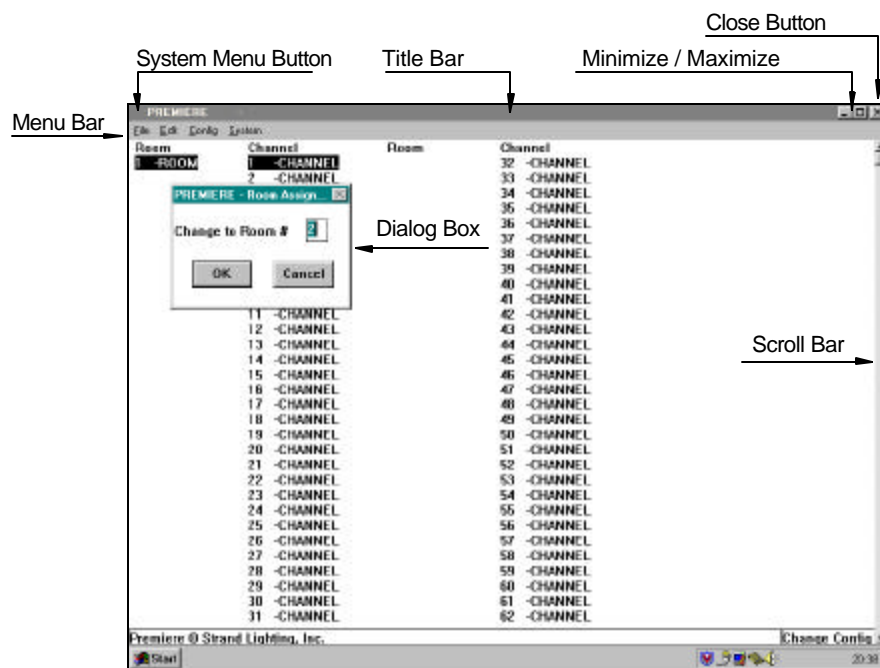 Close Button
System Menu Button Title Bar Minimize / Maximize
Menu Bar
PREMIERE
File Edit Config System
Room Channel Room Channel
1 -ROOM 1 -CHANNEL 32 -CHANNEL
2 -CHANNEL 33 -CHANNEL
PREMIERE - Room Assign... 34 -CHANNEL
35 -CHANNEL
Change to Room # 2 36 -CHANNEL
Dialog Box 37 -CHANNEL
38 -CHANNEL
OK Cancel 39 -CHANNEL
40 -CHANNEL
41 -CHANNEL
11 -CHANNEL 42 -CHANNEL
12 -CHANNEL 43 -CHANNEL
13 -CHANNEL 44 -CHANNEL
Scroll Bar
14 -CHANNEL 45 -CHANNEL
15 -CHANNEL 46 -CHANNEL
16 -CHANNEL 47 -CHANNEL
17 -CHANNEL 48 -CHANNEL
18 -CHANNEL 49 -CHANNEL
19 -CHANNEL 50 -CHANNEL
20 -CHANNEL 51 -CHANNEL
21 -CHANNEL 52 -CHANNEL
22 -CHANNEL 53 -CHANNEL
23 -CHANNEL 54 -CHANNEL
24 -CHANNEL 55 -CHANNEL
25 -CHANNEL 56 -CHANNEL
26 -CHANNEL 57 -CHANNEL
27 -CHANNEL 58 -CHANNEL
28 -CHANNEL 59 -CHANNEL
29 -CHANNEL 60 -CHANNEL
30 -CHANNEL 61 -CHANNEL
31 -CHANNEL 62 -CHANNEL
Premiere © Strand Lighting, Inc. Change Config
Start 20:38